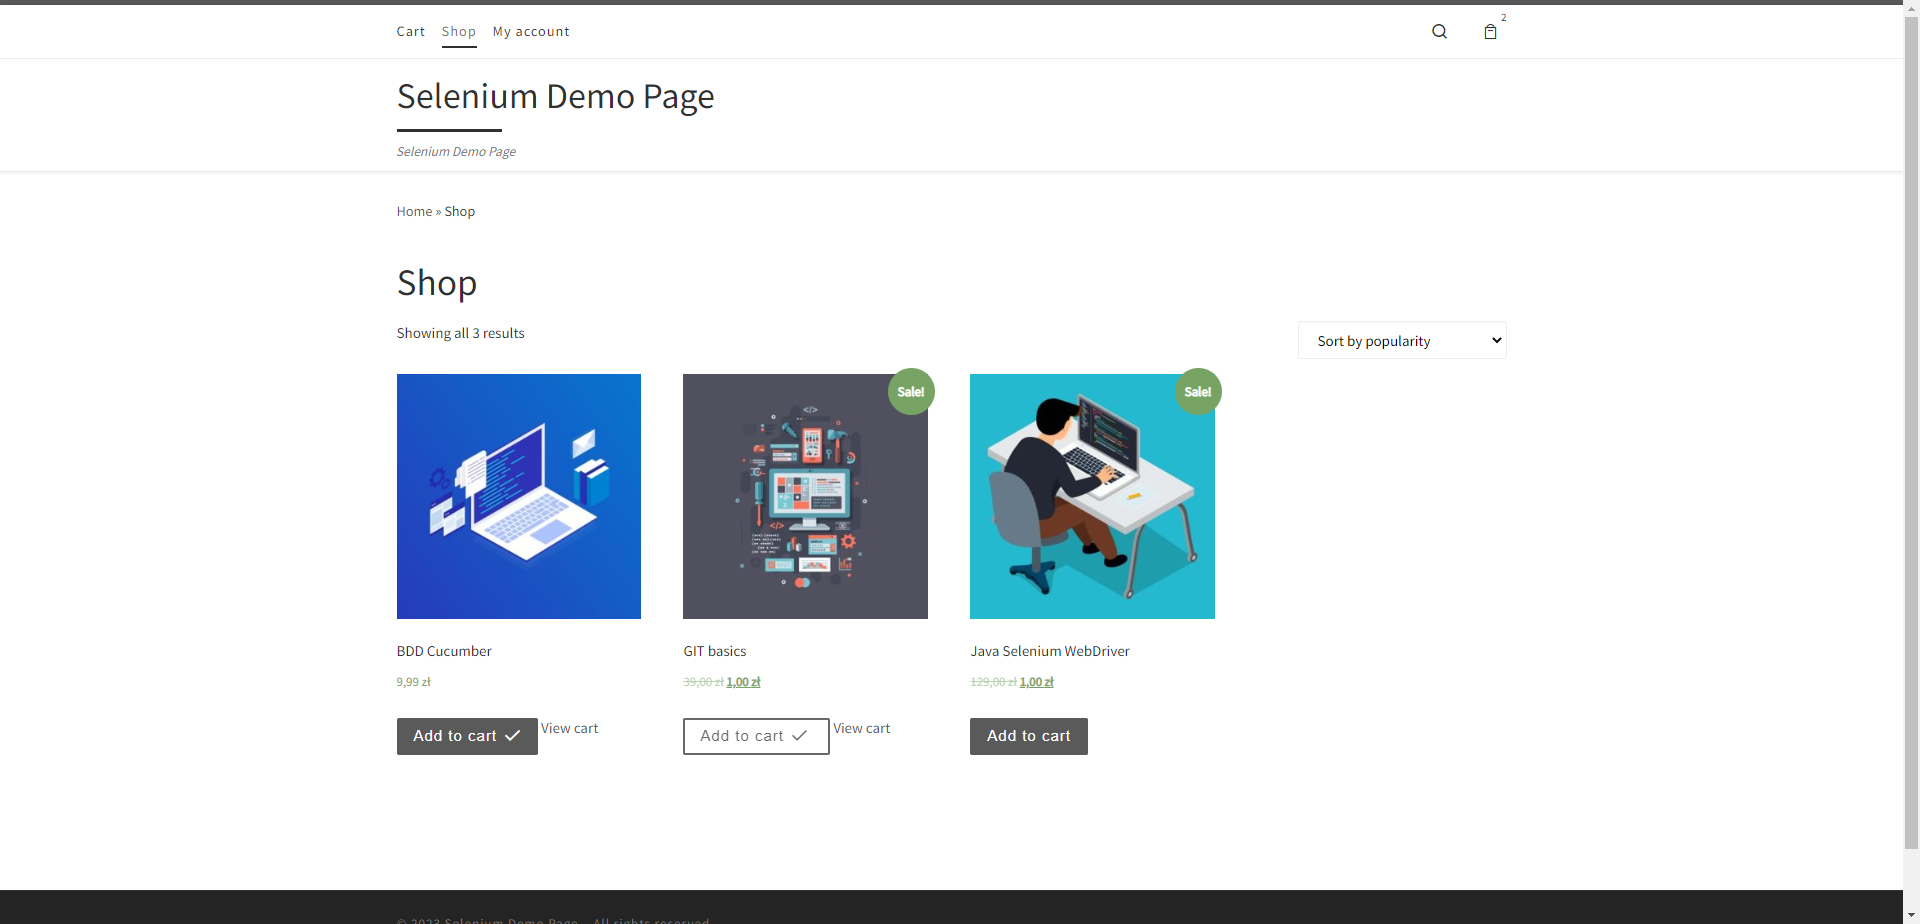 Cart Shop My account 2
Selenium Demo Page
Selenium Demo Page
Home » Shop
Shop
Showing all 3 results
Sort by popularity
Sale! Sale!
BDD Cucumber GIT basics Java Selenium WebDriver
9,99 zł 39,00 zł 1,00 zł 129,00 zł 1,00 zł
Add to cart View cart Add to cart View cart Add to cart
© 2023 Selenium Demo Page – All rights reserved